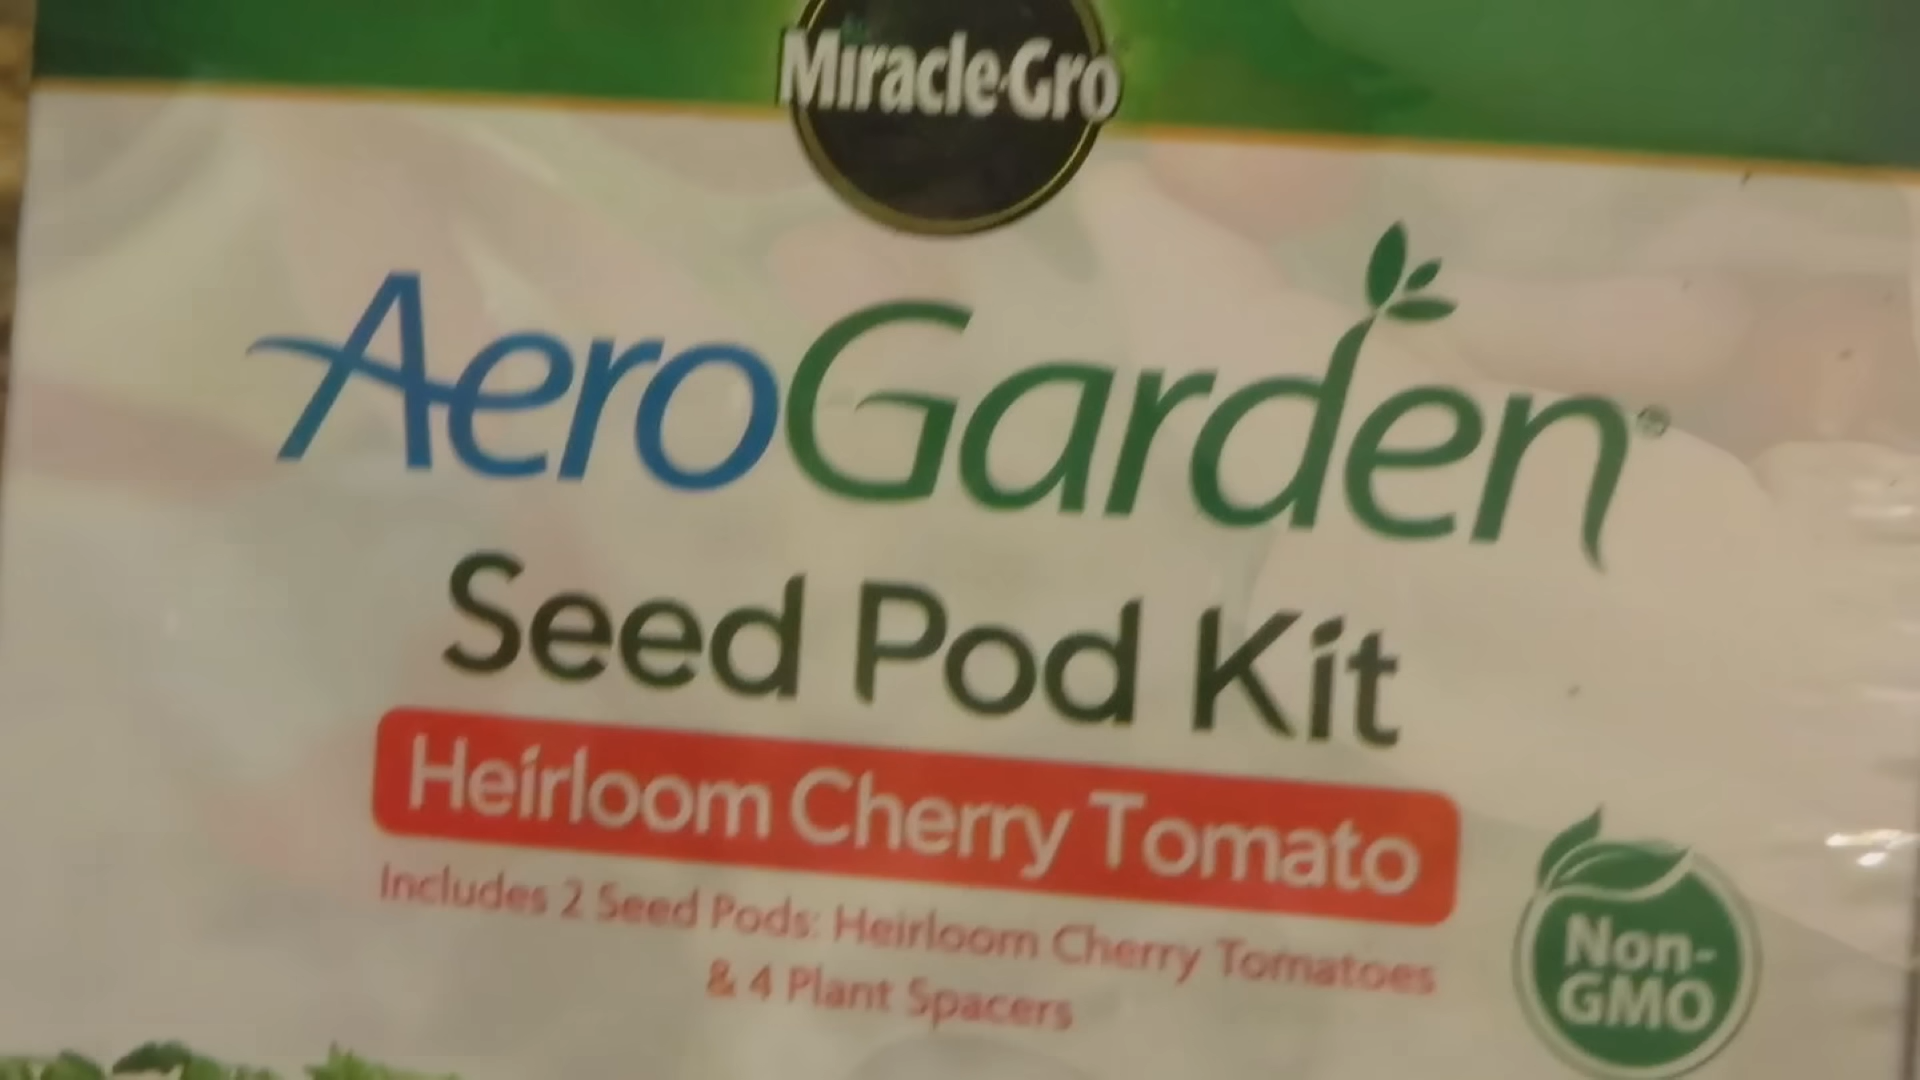 Miracle-Gro
AeroGarden®
Seed Pod Kit
Heirloom Cherry Tomato
Includes 2 Seed Pods: Heirloom Cherry Tomatoes
& 4 Plant Spacers
Non-
GMO